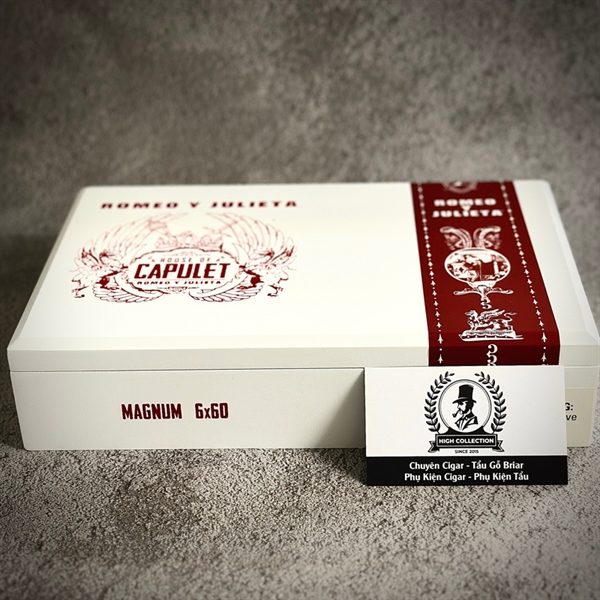 ROMEO Y JULIETA
HOUSE OF
CAPULET
ROMEO Y JULIETA
ROMEO Y
JULIETA
MAGNUM 6x60
HIGH COLLECTION
SINCE 2015
Chuyên Cigar - Tẩu Gỗ Briar
Phụ Kiện Cigar - Phụ Kiện Tẩu